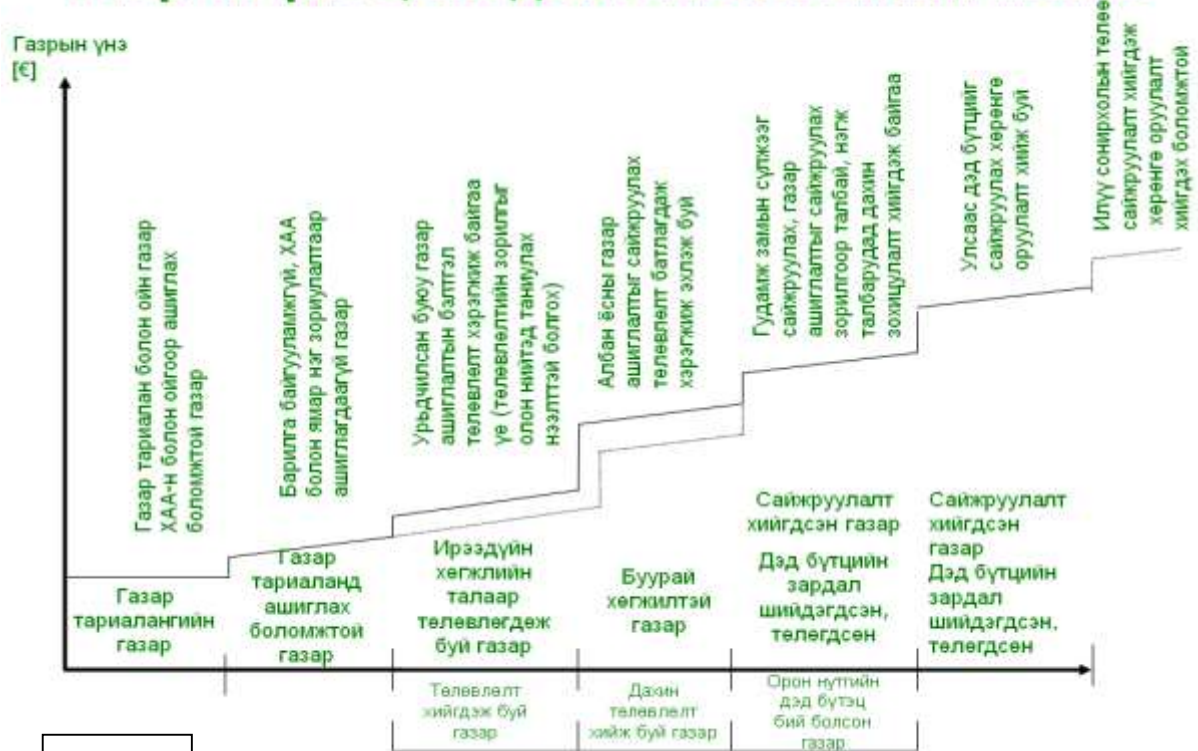 Газрын үнэ
[€]
Газар тариалан болон ойн газар
ХАА-н болон ойгоор ашиглах
боломжтой газар
Барилга байгууламжгүй, ХАА
болон ямар нэг зориулалтаар
ашиглагдаагүй газар
Урьдчилсан буюу газар
ашиглалтын бэлтгэл
төлөвлөлт хэрэгжиж байгаа
үе (төлөвлөлтийн зорилгыг
олон нийтэд таниулах
нээлттэй болгох)
Албан ёсны газар
ашиглалтыг сайжруулах
төлөвлөлт батлагдаж
хэрэгжиж эхлэж буй
Гудамж замын сүлжээг
сайжруулах, газар
ашиглалтыг сайжруулах
зорилгоор талбай, нэгж
талбаруудад дахин
зохицуулалт хийгдэж байгаа
Улсаас дэд бүтцийг
сайжруулах хөрөнгө
оруулалт хийж буй
Илүү сонирхолын төлөө
сайжруулалт хийгдэж
хөрөнгө оруулалт
хийгдэх боломжтой
Газар
тариалангийн
газар
Газар
тариаланд
ашиглах
боломжтой
газар
Ирээдүйн
хөгжлийн
талаар
төлөвлөгдөж
буй газар
Буурай
хөгжилтэй
газар
Сайжруулалт
хийгдсэн газар
Дэд бүтцийн
зардал
шийдэгдсэн,
төлөгдсөн
Сайжруулалт
хийгдсэн
газар
Дэд бүтцийн
зардал
шийдэгдсэн,
төлөгдсөн
Төлөвлөлт
хийгдэж буй
газар
Дахин
төлөвлөлт
хийж буй газар
Орон нутгийн
дэд бүтэц
бий болсон
газар